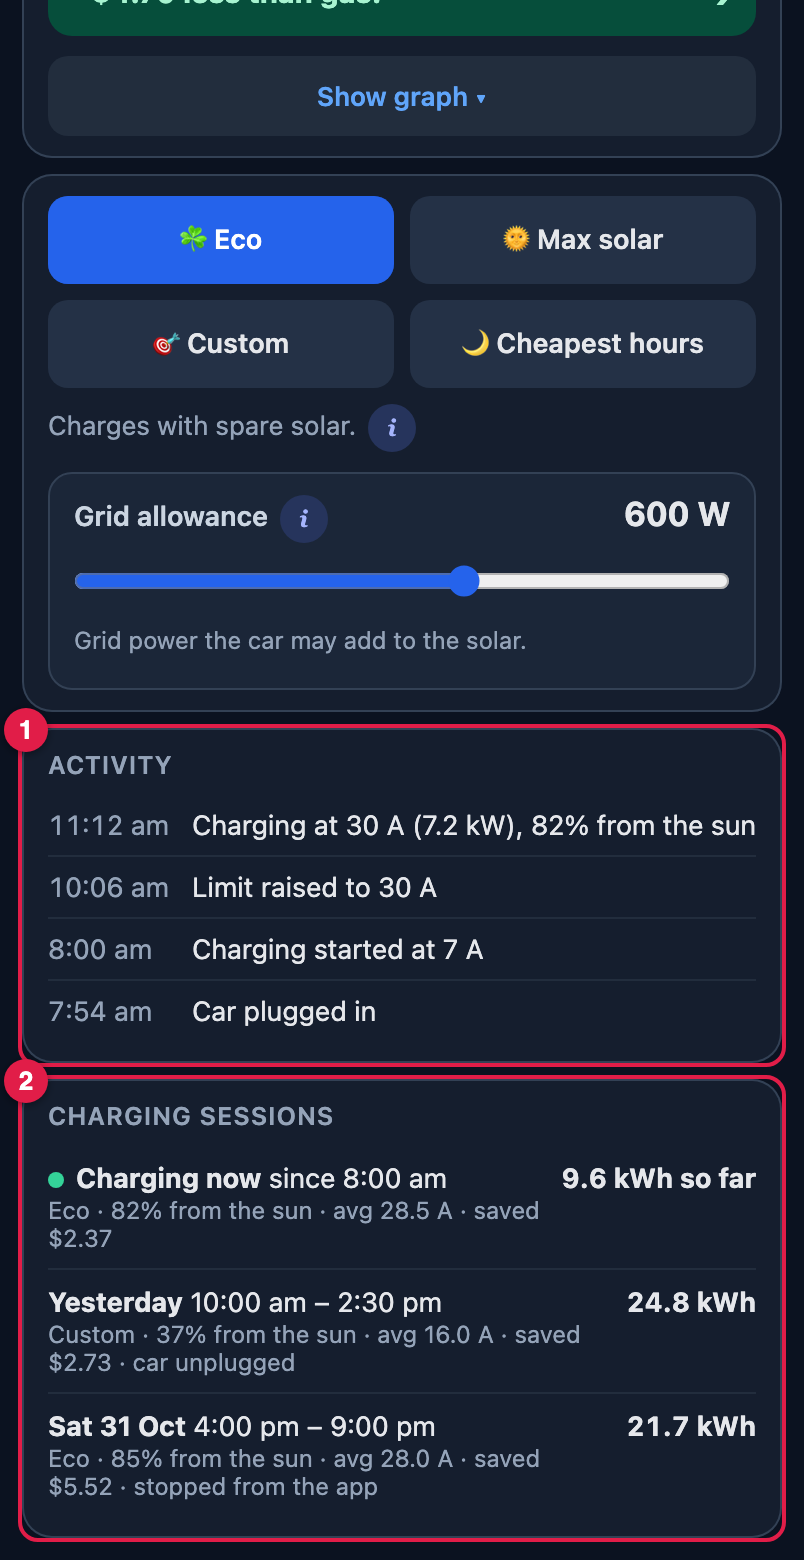 Show graph ▾
☘️ Eco
🌞 Max solar
🎯 Custom
🌙 Cheapest hours
Charges with spare solar. i
Grid allowance i 600 W
Grid power the car may add to the solar.
1
ACTIVITY
11:12 am Charging at 30 A (7.2 kW), 82% from the sun
10:06 am Limit raised to 30 A
8:00 am Charging started at 7 A
7:54 am Car plugged in
2
CHARGING SESSIONS
Charging now since 8:00 am 9.6 kWh so far
Eco · 82% from the sun · avg 28.5 A · saved
$2.37
Yesterday 10:00 am – 2:30 pm 24.8 kWh
Custom · 37% from the sun · avg 16.0 A · saved
$2.73 · car unplugged
Sat 31 Oct 4:00 pm – 9:00 pm 21.7 kWh
Eco · 85% from the sun · avg 28.0 A · saved
$5.52 · stopped from the app